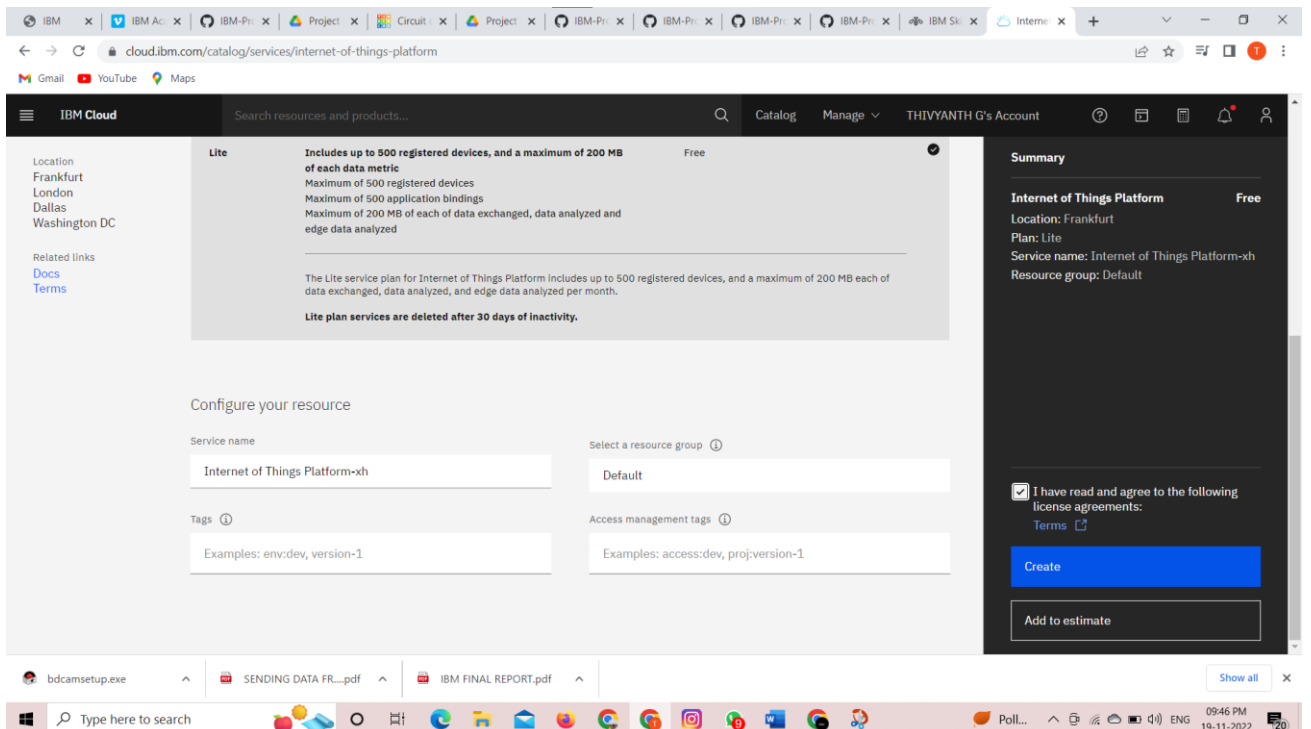 IBM
IBM Ac
IBM-Pr
Project
Circuit
Project
IBM-Pr
IBM-Pr
IBM-Pr
IBM-Pr
IBM Sk
Interne
cloud.ibm.com/catalog/services/internet-of-things-platform
T
Gmail
YouTube
Maps
IBM Cloud
Search resources and products...
Catalog
Manage
THIVYANTH G's Account
Location
Frankfurt
London
Dallas
Washington DC
Related links
Docs
Terms
Lite
Includes up to 500 registered devices, and a maximum of 200 MB
of each data metric
Maximum of 500 registered devices
Maximum of 500 application bindings
Maximum of 200 MB of each of data exchanged, data analyzed and
edge data analyzed
Free
The Lite service plan for Internet of Things Platform includes up to 500 registered devices, and a maximum of 200 MB each of
data exchanged, data analyzed, and edge data analyzed per month.
Lite plan services are deleted after 30 days of inactivity.
Configure your resource
Service name
Internet of Things Platform-xh
Select a resource group
Default
Tags
Examples: env:dev, version-1
Access management tags
Examples: access:dev, proj:version-1
Summary
Internet of Things Platform Free
Location: Frankfurt
Plan: Lite
Service name: Internet of Things Platform-xh
Resource group: Default
I have read and agree to the following
license agreements:
Terms
Create
Add to estimate
bdcamsetup.exe
SENDING DATA FR....pdf
IBM FINAL REPORT.pdf
Show all
Type here to search
Poll...
ENG
09:46 PM
19-11-2022
20